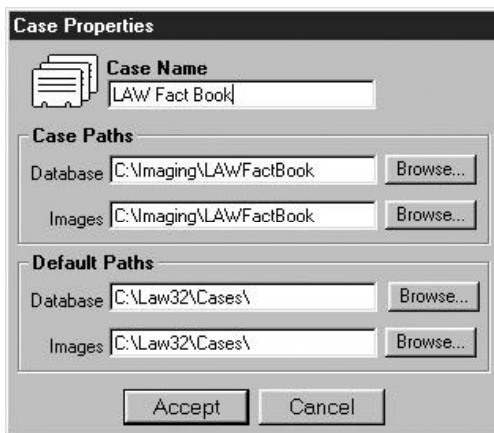 Case Properties
Case Name
LAW Fact Book
Case Paths
Database C:\Imaging\LAWFactBook Browse...
Images C:\Imaging\LAWFactBook Browse...
Default Paths
Database C:\Law32\Cases\ Browse...
Images C:\Law32\Cases\ Browse...
Accept Cancel